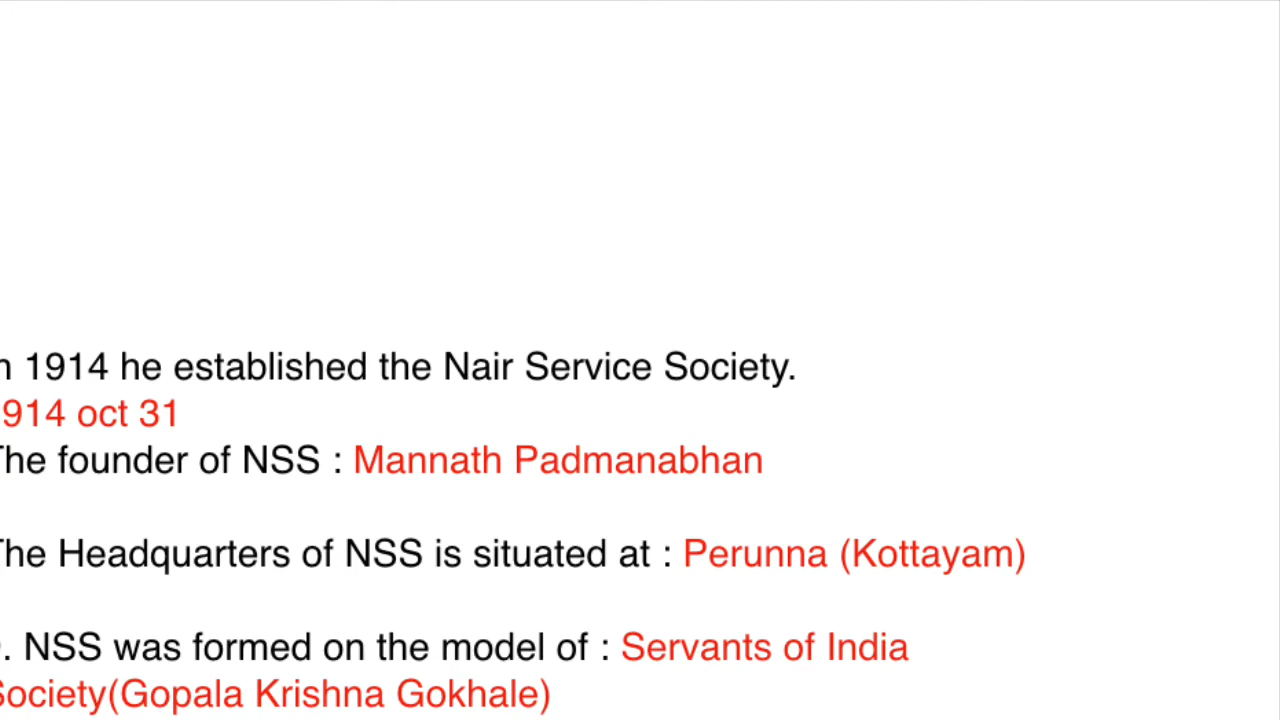 n 1914 he established the Nair Service Society.
914 oct 31
The founder of NSS : Mannath Padmanabhan
The Headquarters of NSS is situated at : Perunna (Kottayam)
. NSS was formed on the model of : Servants of India
Society(Gopala Krishna Gokhale)